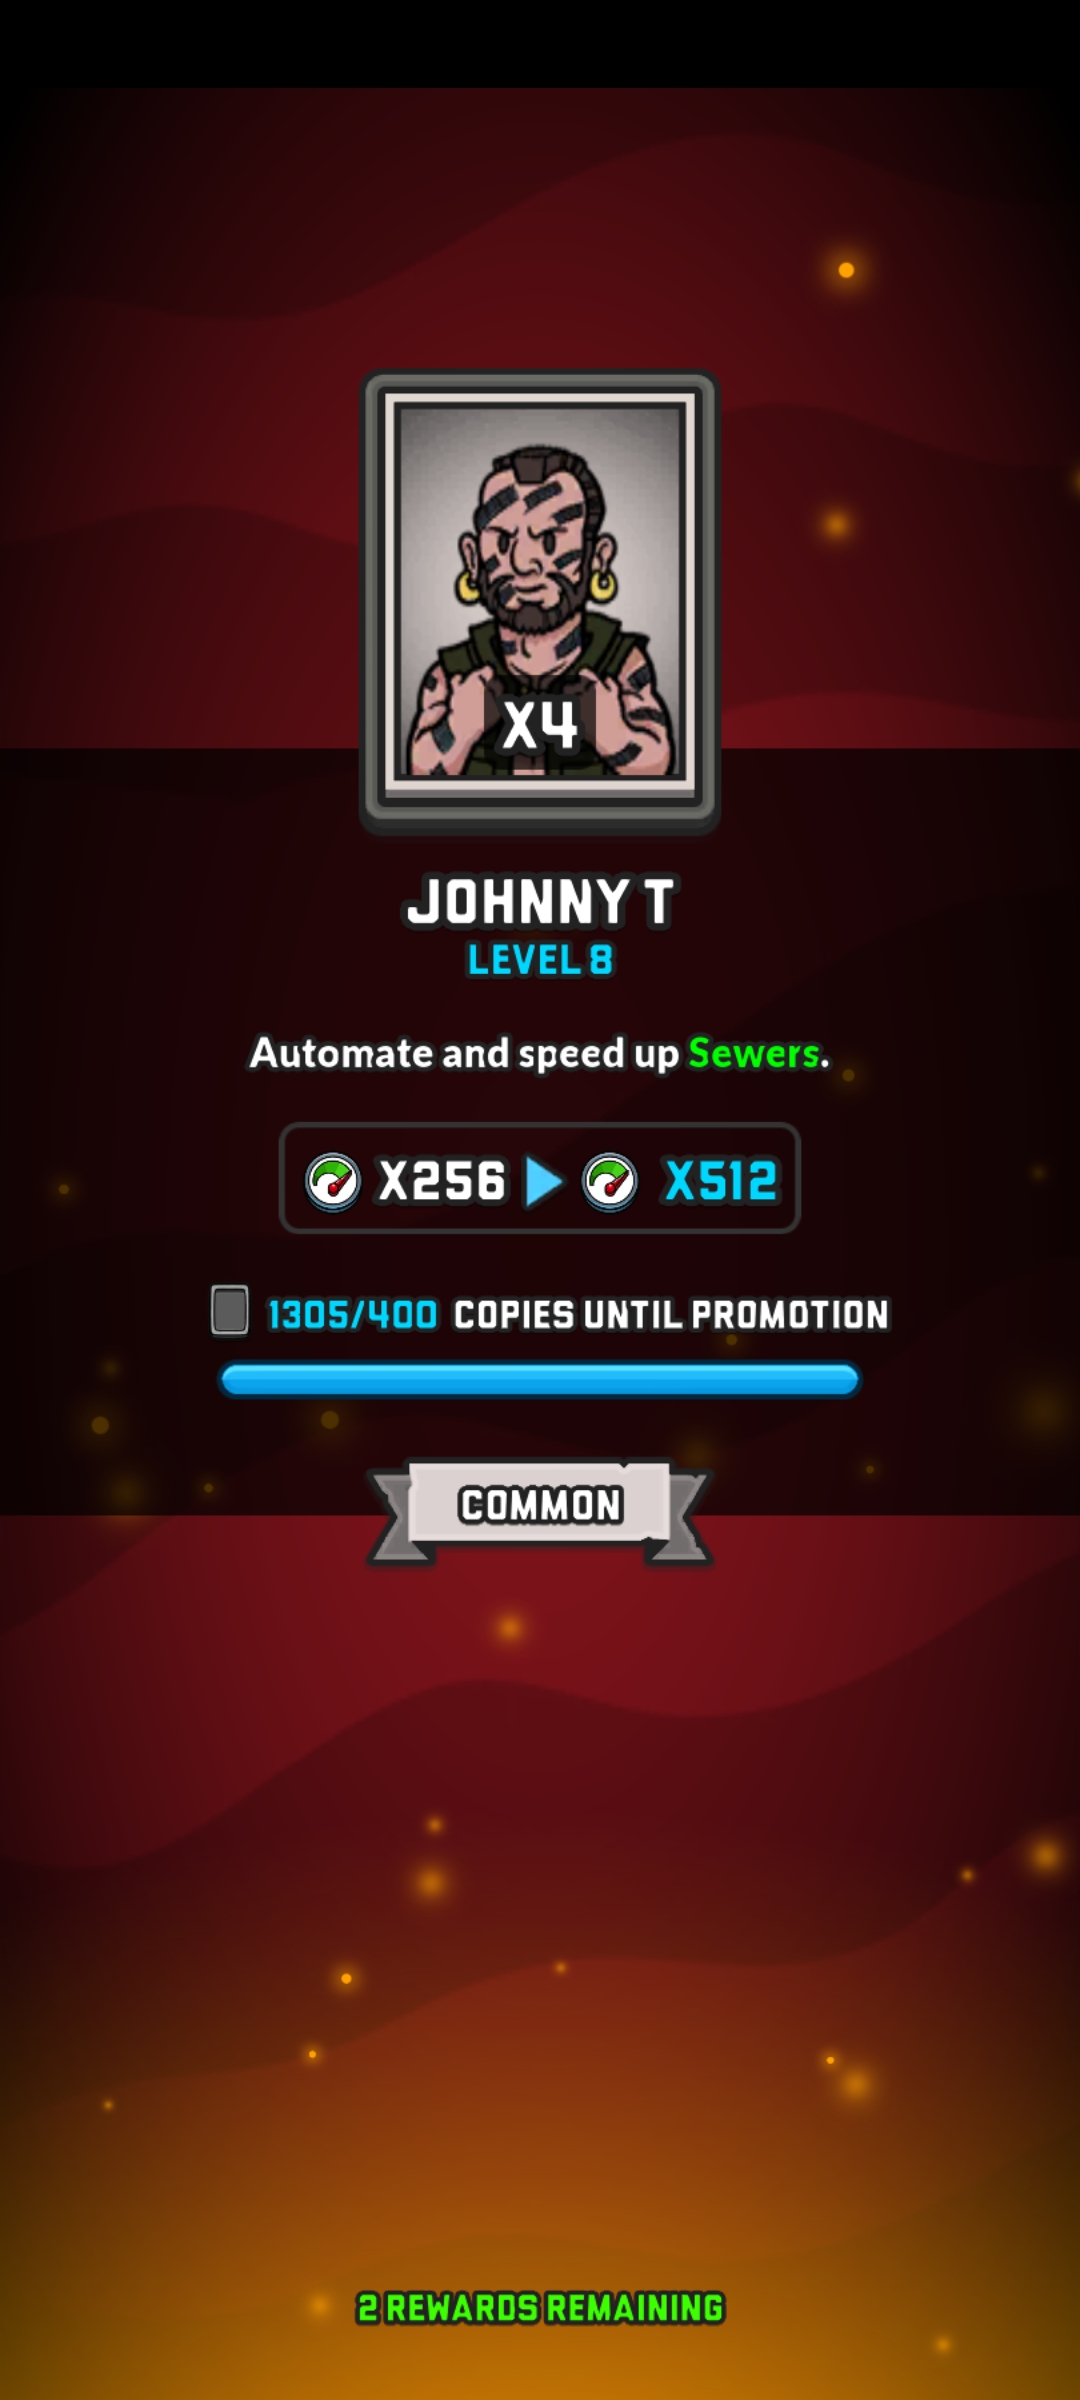 X4
JOHNNY T
LEVEL 8
Automate and speed up Sewers.
X256 X512
1305/400 COPIES UNTIL PROMOTION
COMMON
2 REWARDS REMAINING